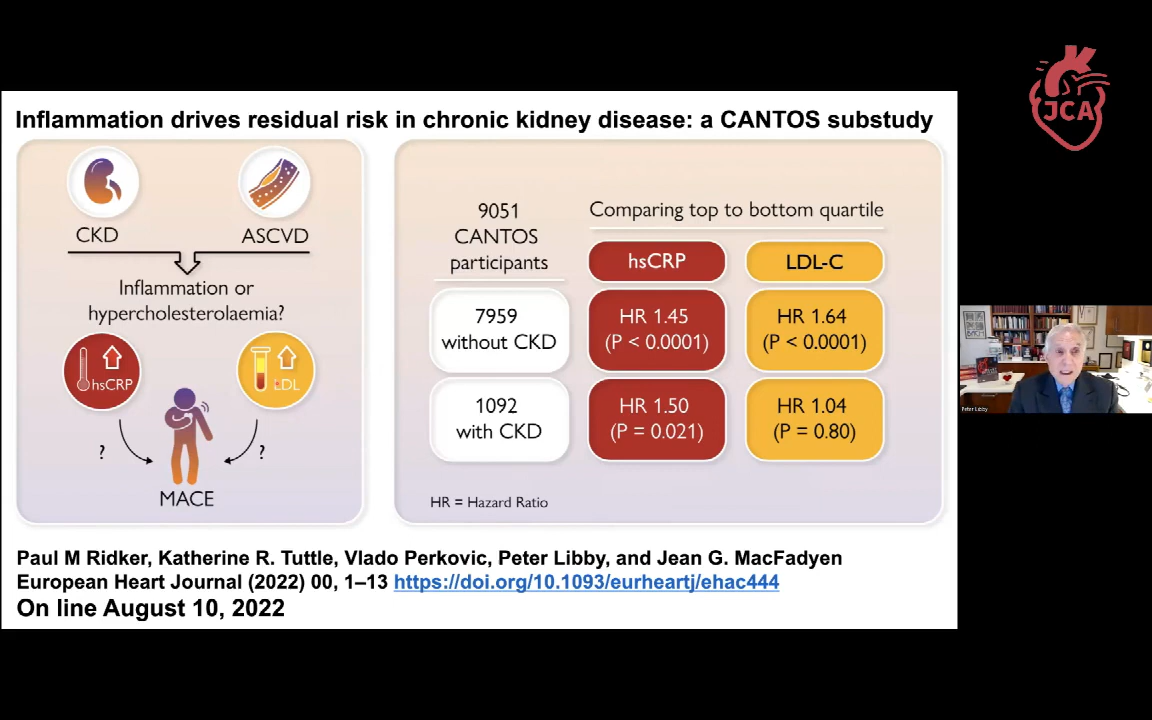 Inflammation drives residual risk in chronic kidney disease: a CANTOS substudy
JCA
CKD
ASCVD
Inflammation or
hypercholesterolaemia?
hsCRP
LDL
?
?
MACE
9051
CANTOS
participants
Comparing top to bottom quartile
hsCRP
LDL-C
7959
without CKD
HR 1.45
(P < 0.0001)
HR 1.64
(P < 0.0001)
1092
with CKD
HR 1.50
(P = 0.021)
HR 1.04
(P = 0.80)
HR = Hazard Ratio
Peter Libby
Paul M Ridker, Katherine R. Tuttle, Vlado Perkovic, Peter Libby, and Jean G. MacFadyen
European Heart Journal (2022) 00, 1–13 https://doi.org/10.1093/eurheartj/ehac444
On line August 10, 2022